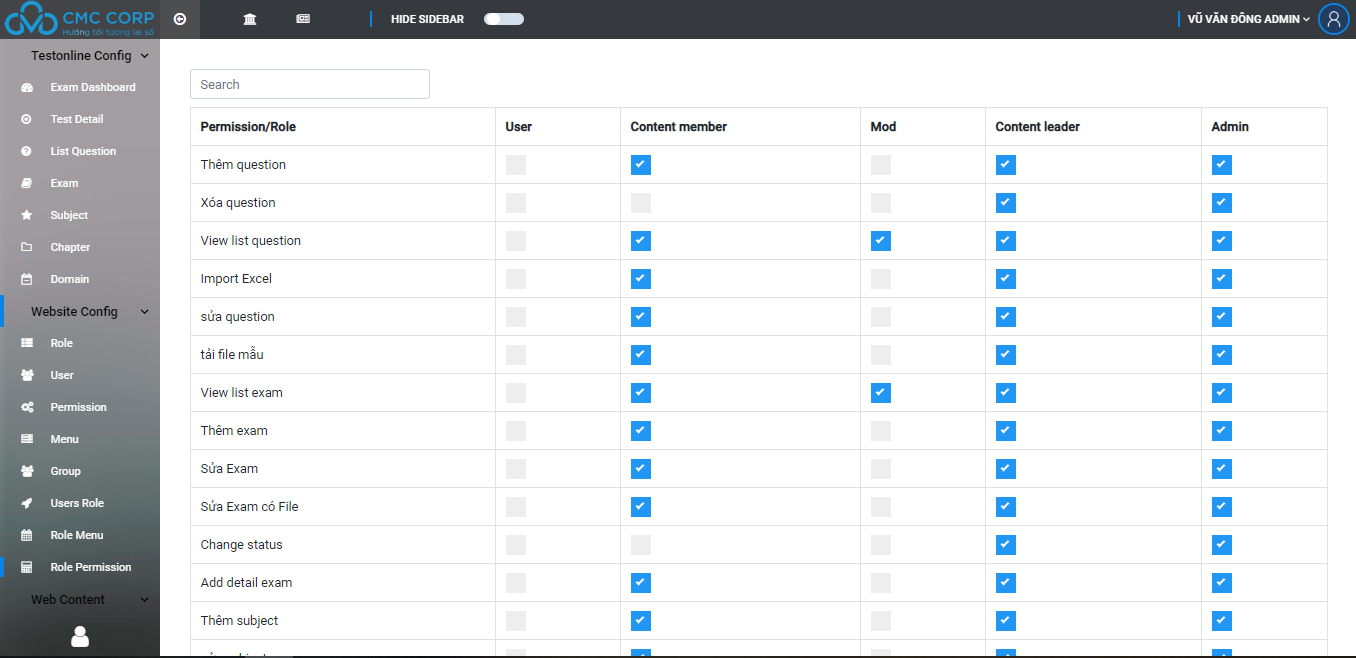 CMC CORP
Hướng tới tương lai số
HIDE SIDEBAR
VŨ VĂN ĐÔNG ADMIN
Testonline Config
Exam Dashboard
Test Detail
List Question
Exam
Subject
Chapter
Domain
Website Config
Role
User
Permission
Menu
Group
Users Role
Role Menu
Role Permission
Web Content
Search
Permission/Role User Content member Mod Content leader Admin
Thêm question
Xóa question
View list question
Import Excel
sửa question
tải file mẫu
View list exam
Thêm exam
Sửa Exam
Sửa Exam có File
Change status
Add detail exam
Thêm subject